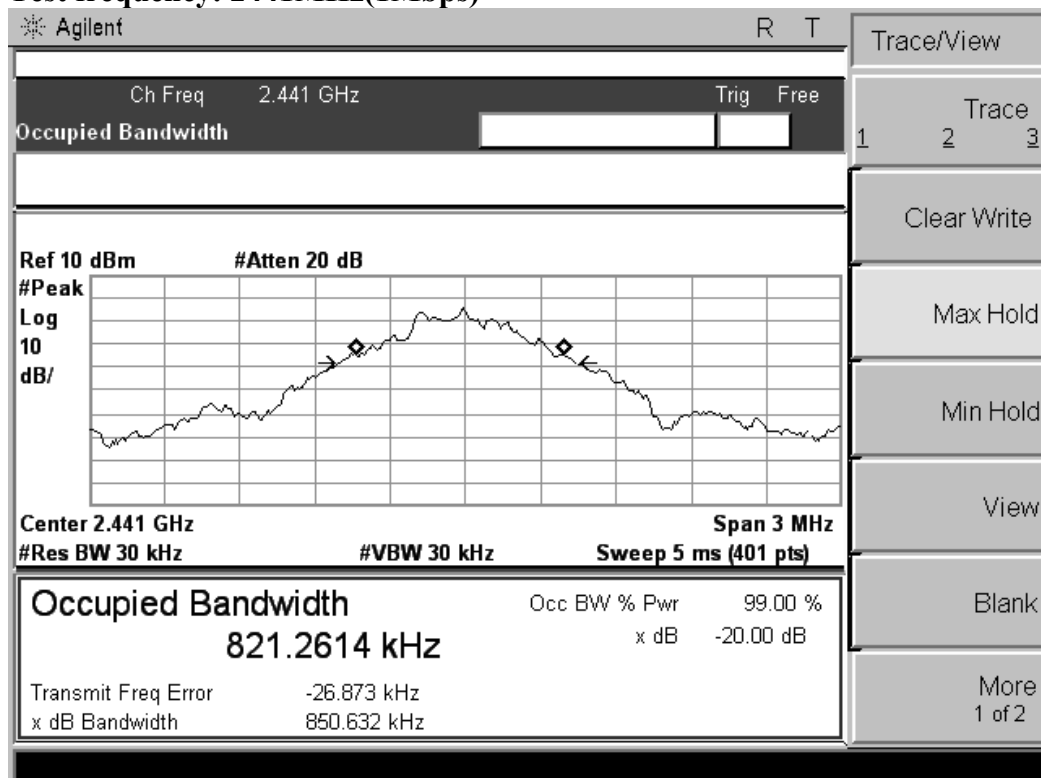 Test frequency: 2441MHz(1Mbps)
Agilent R T
Trace/View
Ch Freq 2.441 GHz Trig Free
Occupied Bandwidth
Trace
1 2 3
Clear Write
Ref 10 dBm #Atten 20 dB
#Peak
Log
10
dB/
Max Hold
Min Hold
View
Center 2.441 GHz Span 3 MHz
#Res BW 30 kHz #VBW 30 kHz Sweep 5 ms (401 pts)
Occupied Bandwidth Occ BW % Pwr 99.00 %
821.2614 kHz x dB -20.00 dB
Transmit Freq Error -26.873 kHz
x dB Bandwidth 850.632 kHz
Blank
More
1 of 2